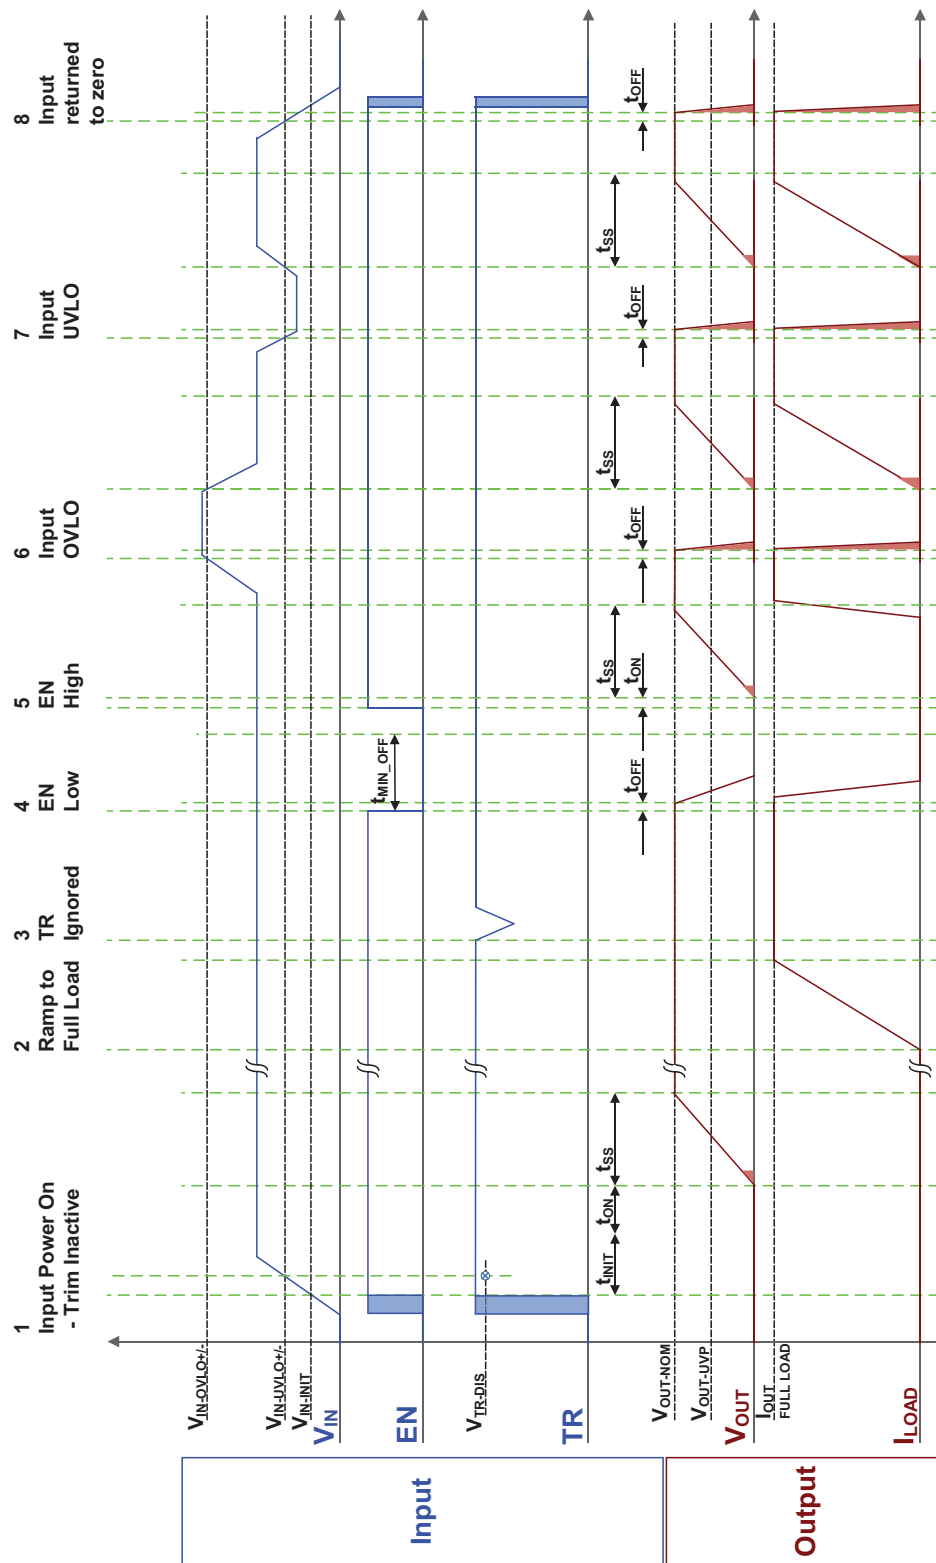 1
Input Power On
- Trim Inactive
2
Ramp to
Full Load
3
TR
Ignored
4
EN
Low
5
EN
High
6
Input
OVLO
7
Input
UVLO
8
Input
returned
to zero
Input
VIN-OVLO+/-
VIN-UVLO+/-
VIN-INIT
VIN
EN
tMIN_OFF
VTR-DIS
TR
tINIT
tON
tSS
tSS
tSS
tSS
tOFF
tON
tOFF
tOFF
tOFF
Output
VOUT-NOM
VOUT-UVP
VOUT
IOUT
FULL LOAD
ILOAD